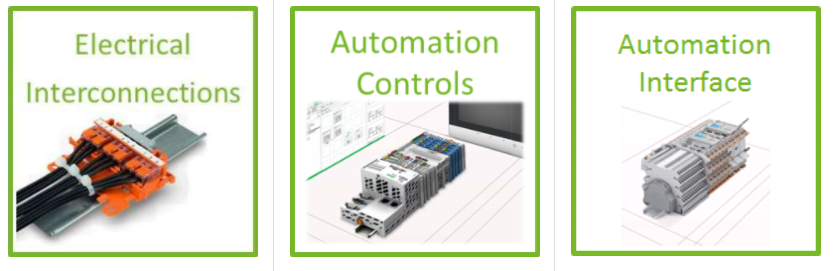 Electrical
Interconnections
Automation
Controls
Automation
Interface